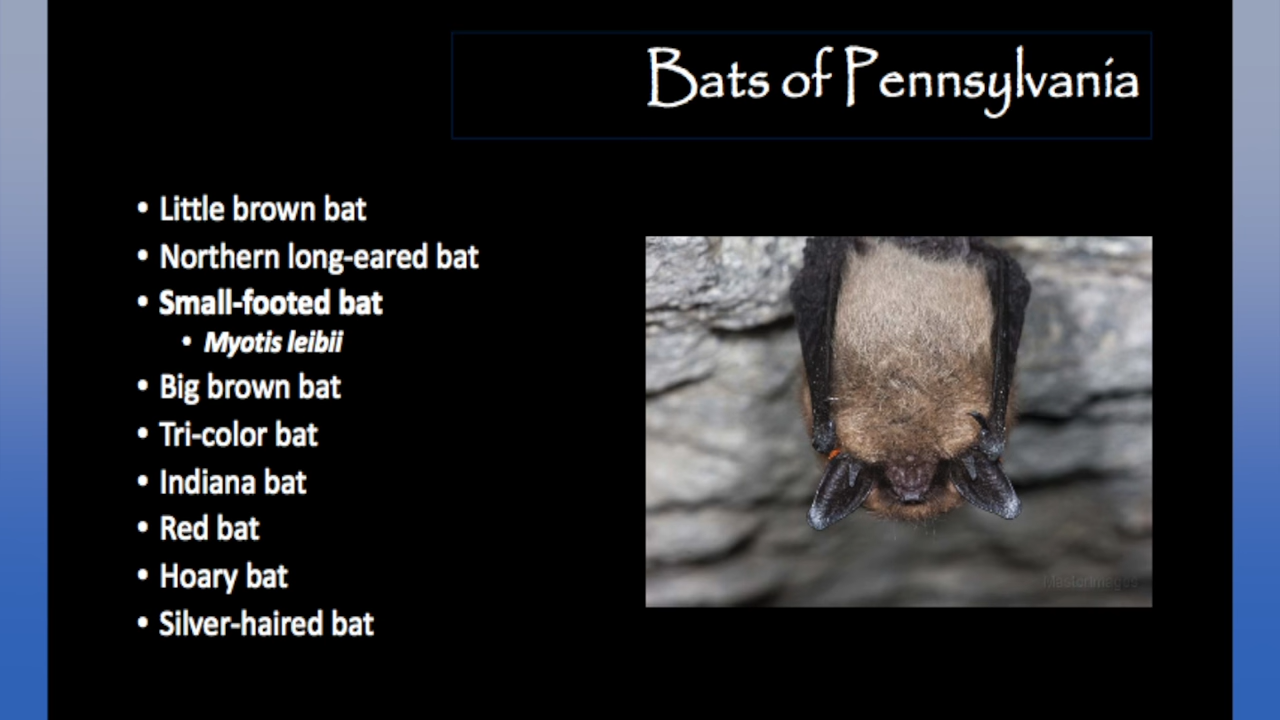 Bats of Pennsylvania
• Little brown bat
• Northern long-eared bat
• Small-footed bat
• Myotis leibii
• Big brown bat
• Tri-color bat
• Indiana bat
• Red bat
• Hoary bat
• Silver-haired bat